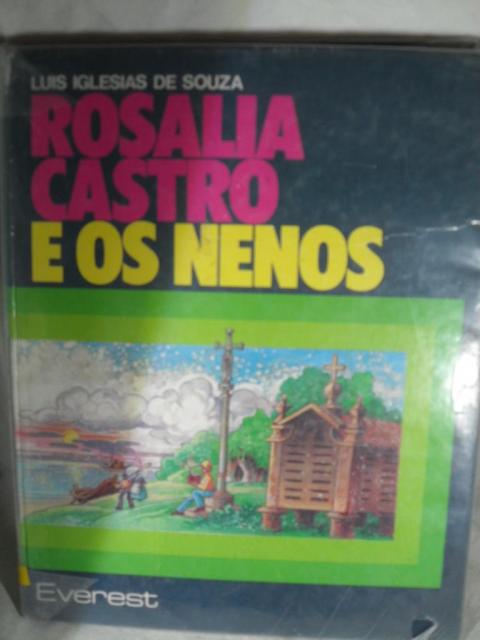 LUIS IGLESIAS DE SOUZA
ROSALIA
CASTRO
E OS NENOS
Everest